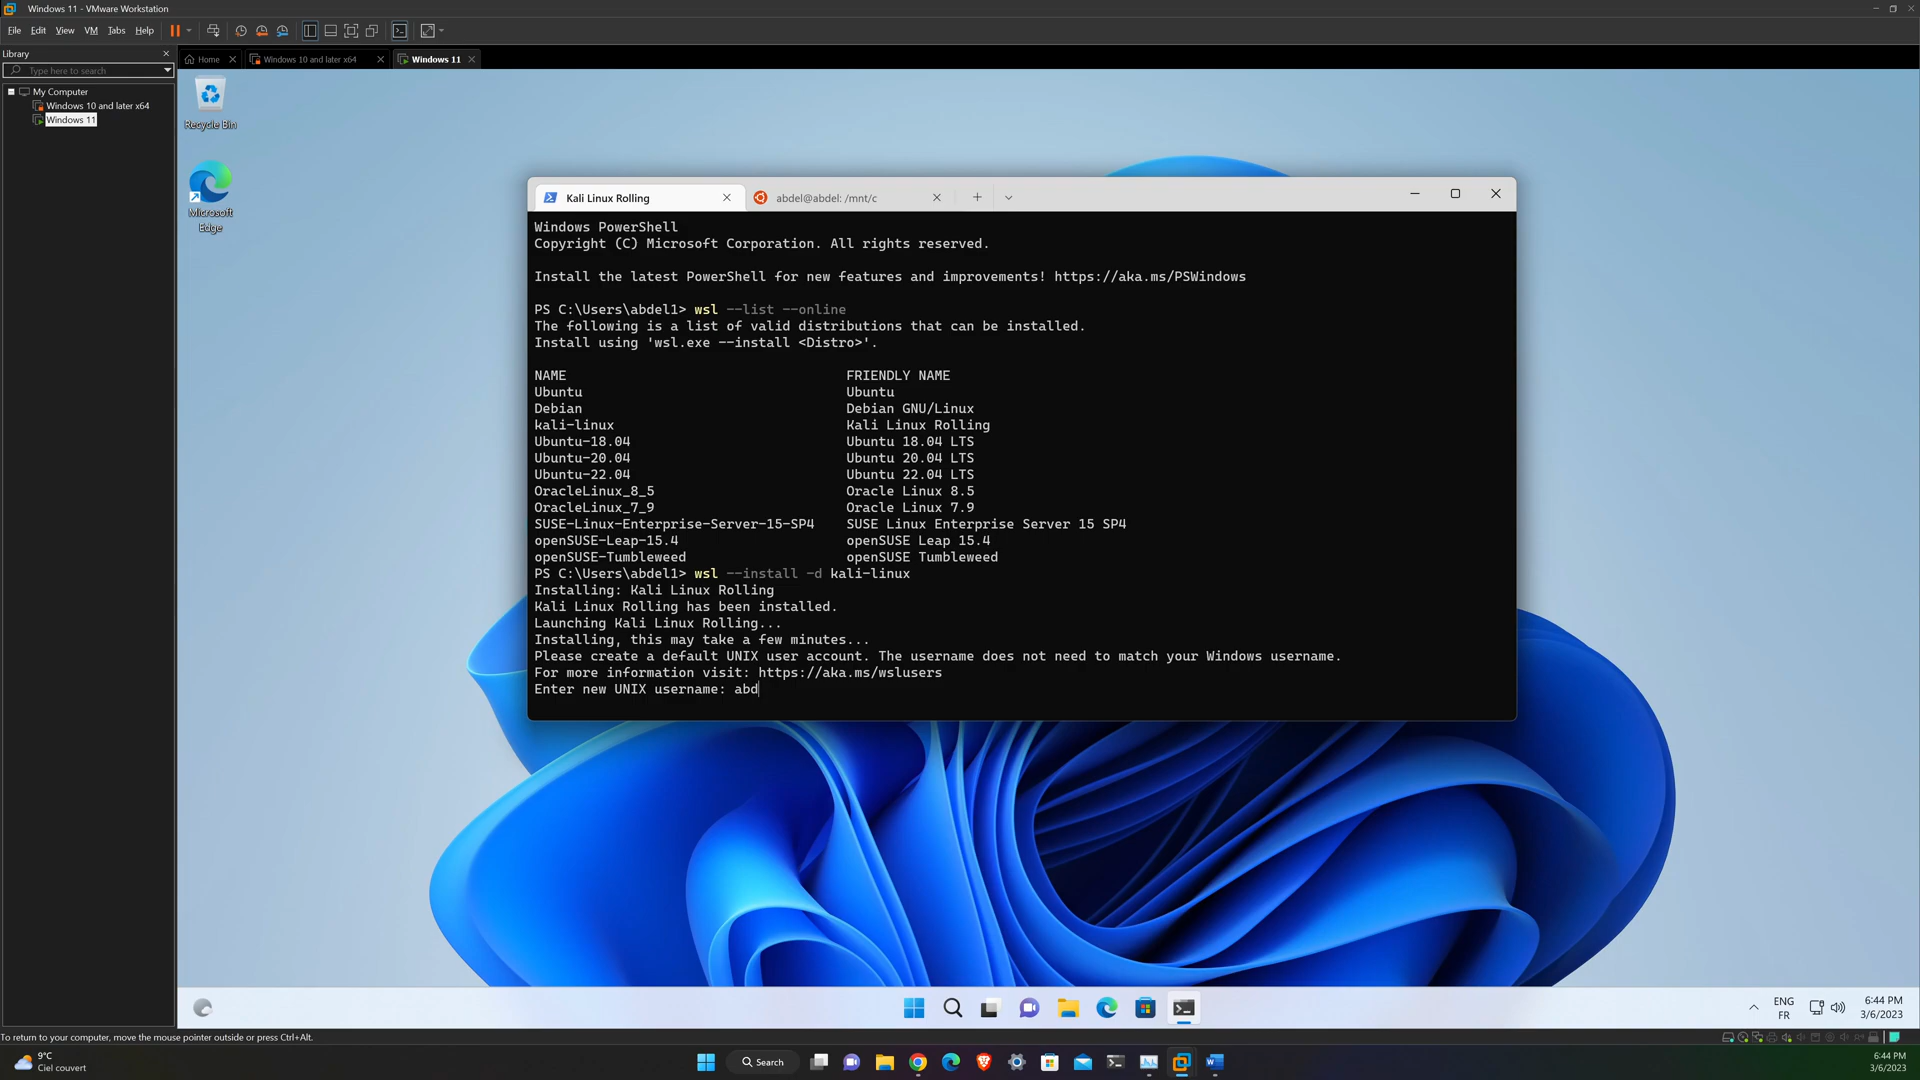 Windows 11 - VMware Workstation
File Edit View VM Tabs Help
Library
Type here to search
My Computer
Windows 10 and later x64
Windows 11
Home
Windows 10 and later x64
Windows 11
Recycle Bin
Microsoft
Edge
Kali Linux Rolling
abdel@abdel: /mnt/c
Windows PowerShell
Copyright (C) Microsoft Corporation. All rights reserved.
Install the latest PowerShell for new features and improvements! https://aka.ms/PSWindows
PS C:\Users\abdel1> wsl --list --online
The following is a list of valid distributions that can be installed.
Install using 'wsl.exe --install <Distro>'.
NAME FRIENDLY NAME
Ubuntu Ubuntu
Debian Debian GNU/Linux
kali-linux Kali Linux Rolling
Ubuntu-18.04 Ubuntu 18.04 LTS
Ubuntu-20.04 Ubuntu 20.04 LTS
Ubuntu-22.04 Ubuntu 22.04 LTS
OracleLinux_8_5 Oracle Linux 8.5
OracleLinux_7_9 Oracle Linux 7.9
SUSE-Linux-Enterprise-Server-15-SP4 SUSE Linux Enterprise Server 15 SP4
openSUSE-Leap-15.4 openSUSE Leap 15.4
openSUSE-Tumbleweed openSUSE Tumbleweed
PS C:\Users\abdel1> wsl --install -d kali-linux
Installing: Kali Linux Rolling
Kali Linux Rolling has been installed.
Launching Kali Linux Rolling...
Installing, this may take a few minutes...
Please create a default UNIX user account. The username does not need to match your Windows username.
For more information visit: https://aka.ms/wslusers
Enter new UNIX username: abd
ENG
FR
6:44 PM
3/6/2023
To return to your computer, move the mouse pointer outside or press Ctrl+Alt.
9°C
Ciel couvert
Search
6:44 PM
3/6/2023